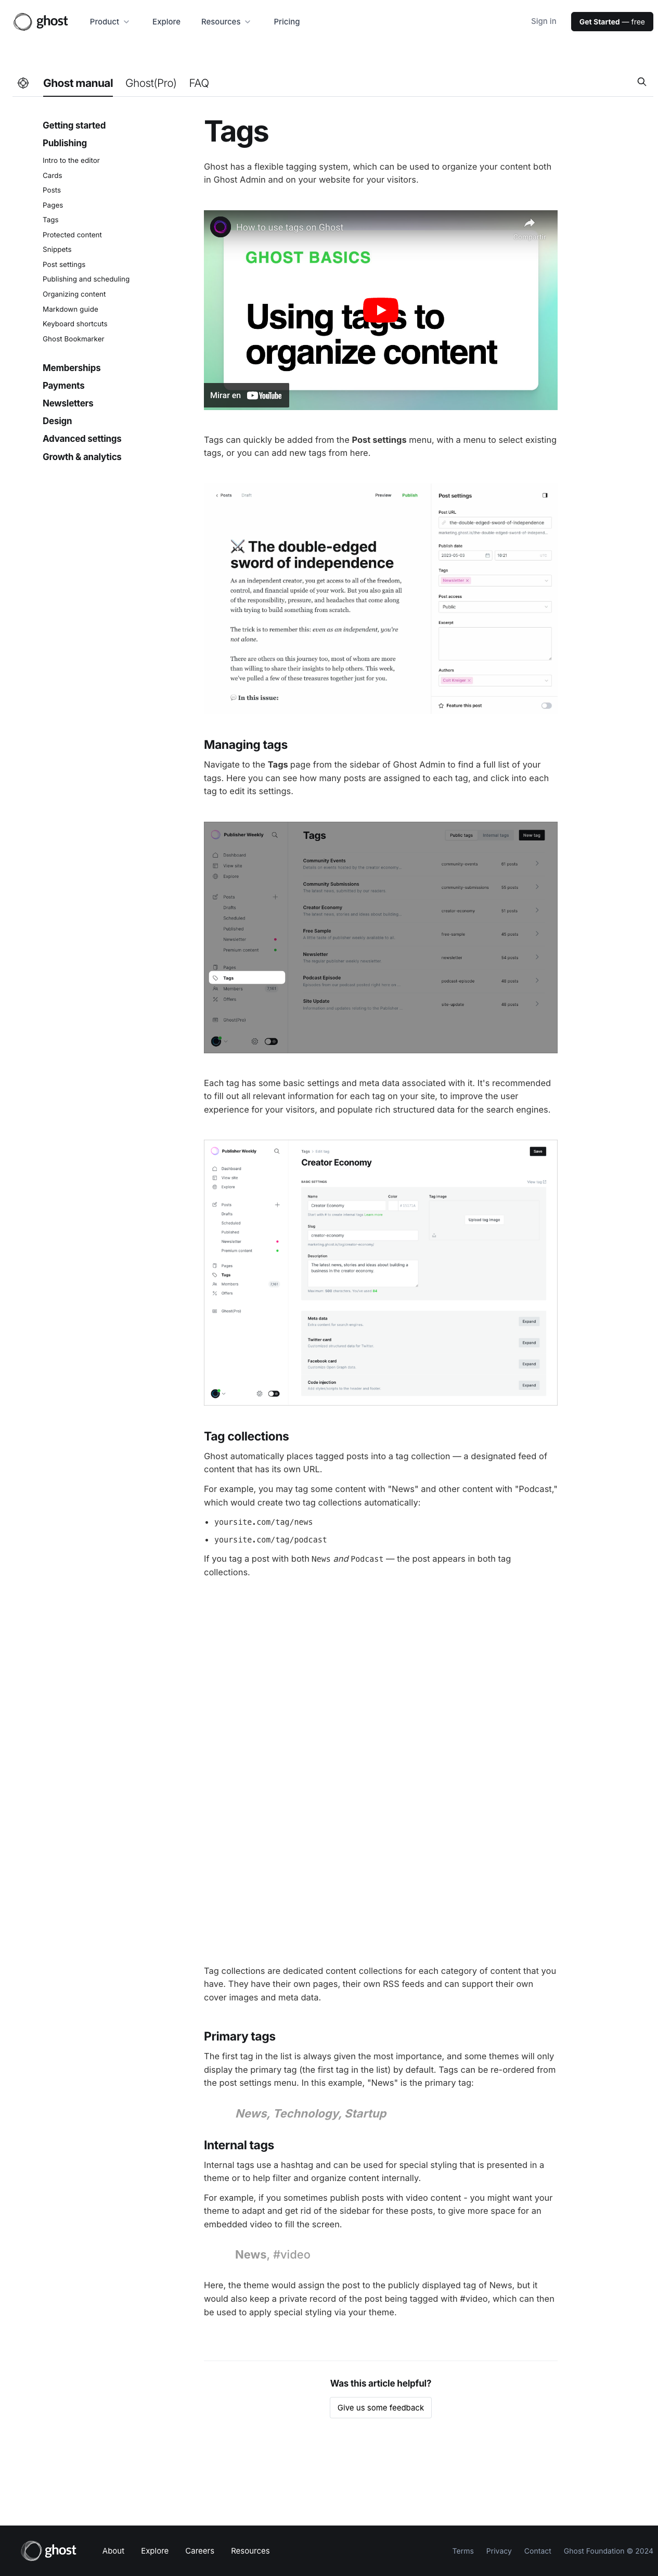 ghost
Product
Explore
Resources
Pricing
Sign in
Get Started — free
Ghost manual
Ghost(Pro)
FAQ
Getting started
Publishing
Intro to the editor
Cards
Posts
Pages
Tags
Protected content
Snippets
Post settings
Publishing and scheduling
Organizing content
Markdown guide
Keyboard shortcuts
Ghost Bookmarker
Memberships
Payments
Newsletters
Design
Advanced settings
Growth & analytics
Tags
Ghost has a flexible tagging system, which can be used to organize your content both
in Ghost Admin and on your website for your visitors.
How to use tags on Ghost
GHOST BASICS
Using tags to
organize content
Mirar en YouTube
Tags can quickly be added from the Post settings menu, with a menu to select existing
tags, or you can add new tags from here.
Posts
Draft
Preview
Publish
⚔️ The double-edged
sword of independence
As an independent creator, you get access to all of the freedom,
control, and financial upside of your work. But you also gain all
of the responsibility, pressure, and headaches that come along
with trying to build something from scratch.
The trick is to remember this: even as an independent, you're
not alone.
There are others on this journey too, most of whom are more
than willing to share their insights to help others. This week,
we've pulled a few of these treasures together just for you.
💬 In this issue:
Post settings
Post URL
the-double-edged-sword-of-independence
Publish date
2023-03-03
16:21
Tags
Newsletter
Post access
Public
Excerpt
Authors
Feature this post
Managing tags
Navigate to the Tags page from the sidebar of Ghost Admin to find a full list of your
tags. Here you can see how many posts are assigned to each tag, and click into each
tag to edit its settings.
Publisher Weekly
Dashboard
View site
Explore
Posts
Drafts
Scheduled
Published
Newsletter
Premium content
Pages
Tags
Members
Offers
Ghost(Pro)
Tags
Public tags
Internal tags
New tag
Community Events
community-events
Community Submissions
community-submissions
Creator Economy
creator-economy
Free Sample
free-sample
Newsletter
newsletter
Podcast Episode
podcast-episode
Site Update
site-update
Each tag has some basic settings and meta data associated with it. It's recommended
to fill out all relevant information for each tag on your site, to improve the user
experience for your visitors, and populate rich structured data for the search engines.
Publisher Weekly
Dashboard
View site
Explore
Posts
Drafts
Scheduled
Published
Newsletter
Premium content
Pages
Tags
Members
Offers
Ghost(Pro)
Tags
Edit tag
Save
Creator Economy
BASIC SETTINGS
View tag
Name
Creator Economy
Color
Tag image
Upload tag image
Slug
creator-economy
Description
The latest news, stories and ideas about building a
business in the creator economy.
Meta data
Extra content for search engines
Expand
Twitter card
Customized structured data for Twitter
Expand
Facebook card
Customize Open Graph data
Expand
Code injection
Add styles/scripts to the header and footer
Expand
Tag collections
Ghost automatically places tagged posts into a tag collection — a designated feed of
content that has its own URL.
For example, you may tag some content with "News" and other content with "Podcast,"
which would create two tag collections automatically:
• yoursite.com/tag/news
• yoursite.com/tag/podcast
If you tag a post with both News and Podcast — the post appears in both tag
collections.
Tag collections are dedicated content collections for each category of content that you
have. They have their own pages, their own RSS feeds and can support their own
cover images and meta data.
Primary tags
The first tag in the list is always given the most importance, and some themes will only
display the primary tag (the first tag in the list) by default. Tags can be re-ordered from
the post settings menu. In this example, "News" is the primary tag:
News, Technology, Startup
Internal tags
Internal tags use a hashtag and can be used for special styling that is presented in a
theme or to help filter and organize content internally.
For example, if you sometimes publish posts with video content - you might want your
theme to adapt and get rid of the sidebar for these posts, to give more space for an
embedded video to fill the screen.
News, #video
Here, the theme would assign the post to the publicly displayed tag of News, but it
would also keep a private record of the post being tagged with #video, which can then
be used to apply special styling via your theme.
Was this article helpful?
Give us some feedback
ghost
About
Explore
Careers
Resources
Terms
Privacy
Contact
Ghost Foundation © 2024